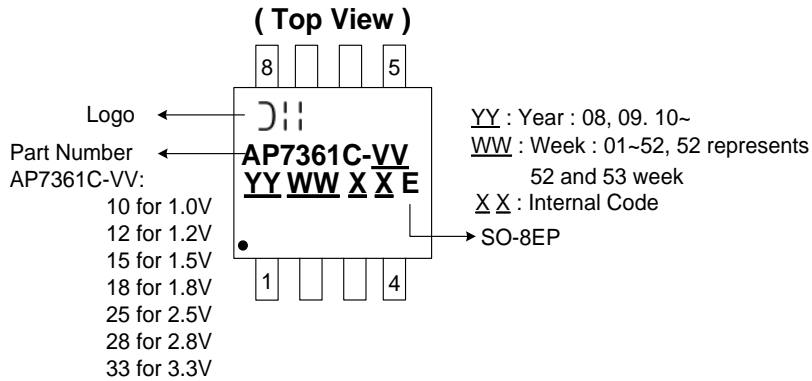 ( Top View )
8 5
Logo
Part Number
AP7361C-VV:
10 for 1.0V
12 for 1.2V
15 for 1.5V
18 for 1.8V
25 for 2.5V
28 for 2.8V
33 for 3.3V
AP7361C-VV
YY WW X X E
1 4
YY : Year : 08, 09. 10~
WW : Week : 01~52, 52 represents
52 and 53 week
X X : Internal Code
SO-8EP